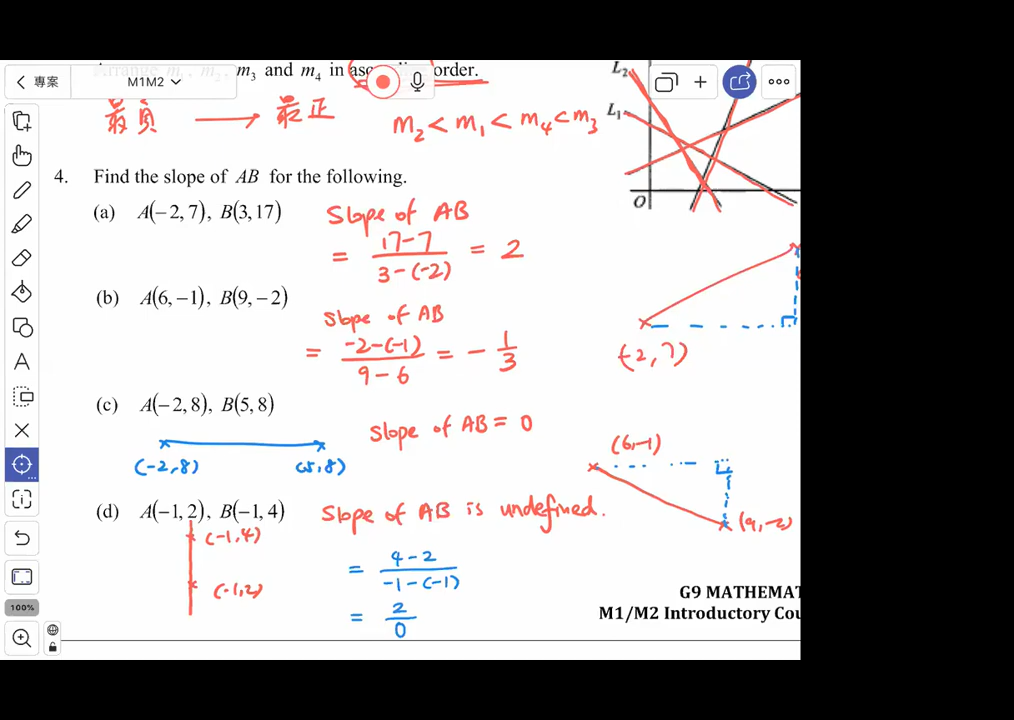 專案 M1M2
m₃ and m₄ in order.
最負 → 最正 m₂ < m₁ < m₄ < m₃
L₂
L₁
O
4. Find the slope of AB for the following.
(a) A(−2, 7), B(3, 17) Slope of AB
= \frac{17-7}{3-(-2)} = 2
(b) A(6, −1), B(9, −2)
Slope of AB
= \frac{-2-(-1)}{9-6} = -\frac{1}{3}
(-2, 7)
(c) A(−2, 8), B(5, 8)
Slope of AB = 0
(-2, 8) (5, 8)
(6, -1)
(9, -2)
(d) A(−1, 2), B(−1, 4) Slope of AB is undefined.
(-1, 4)
(-1, 2)
= \frac{4-2}{-1-(-1)}
= \frac{2}{0}
G9 MATHEMAT
M1/M2 Introductory Cou
A
100%